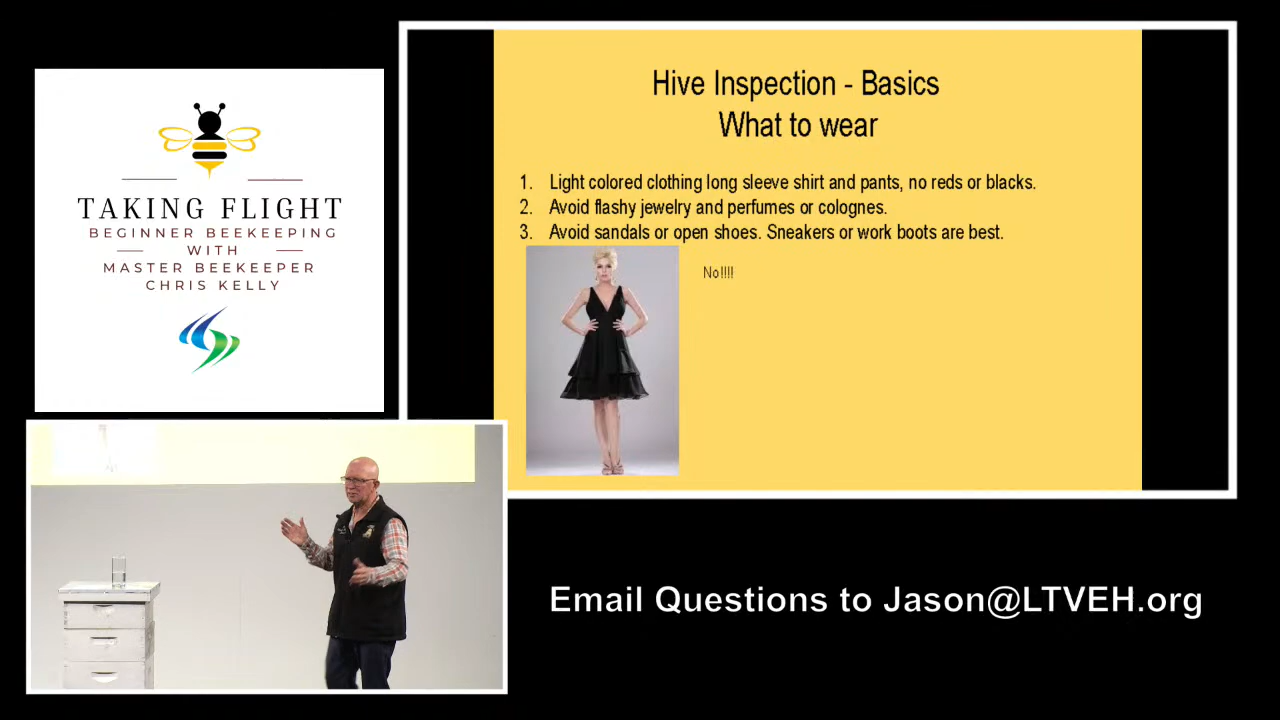 TAKING FLIGHT
BEGINNER BEEKEEPING
WITH
MASTER BEEKEEPER
CHRIS KELLY
Hive Inspection - Basics
What to wear
1. Light colored clothing long sleeve shirt and pants, no reds or blacks.
2. Avoid flashy jewelry and perfumes or colognes.
3. Avoid sandals or open shoes. Sneakers or work boots are best.
No!!!!
Email Questions to Jason@LTVEH.org